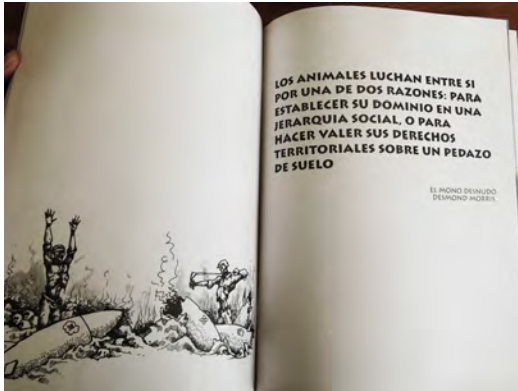 LOS ANIMALES LUCHAN ENTRE SI
POR UNA DE DOS RAZONES: PARA
ESTABLECER SU DOMINIO EN UNA
JERARQUIA SOCIAL, O PARA
HACER VALER SUS DERECHOS
TERRITORIALES SOBRE UN PEDAZO
DE SUELO
EL MONO DESNUDO
DESMOND MORRIS